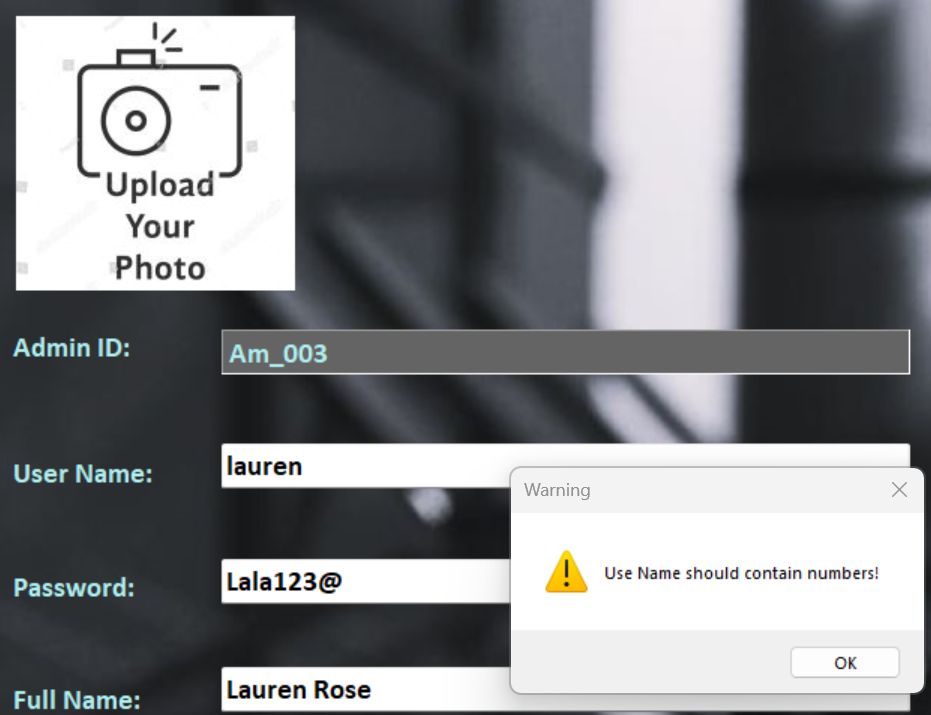 Upload
Your
Photo
Admin ID:
Am_003
User Name:
lauren
Warning
Use Name should contain numbers!
OK
Password:
Lala123@
Full Name:
Lauren Rose